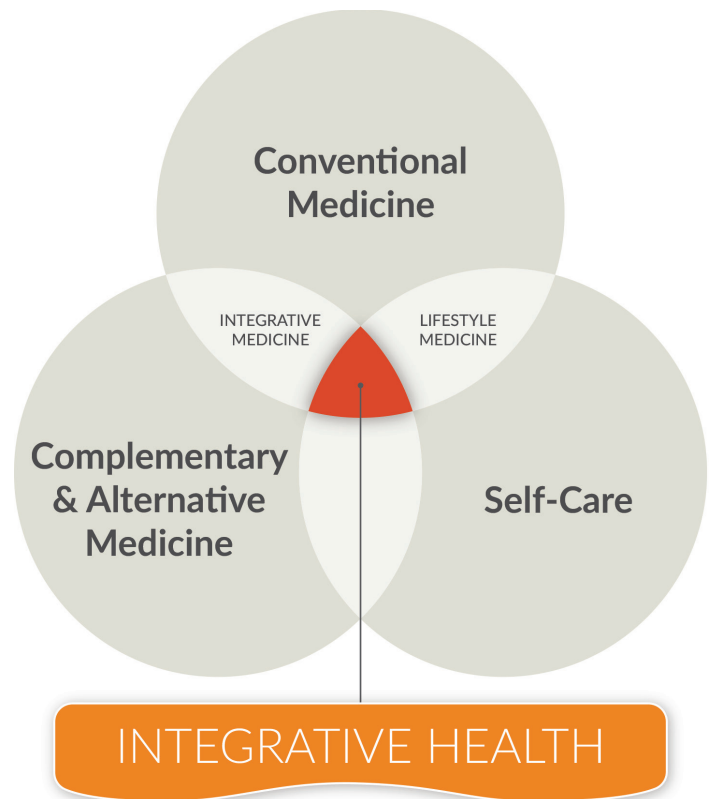 Conventional
Medicine
INTEGRATIVE
MEDICINE
LIFESTYLE
MEDICINE
Complementary
& Alternative
Medicine
Self-Care
INTEGRATIVE HEALTH